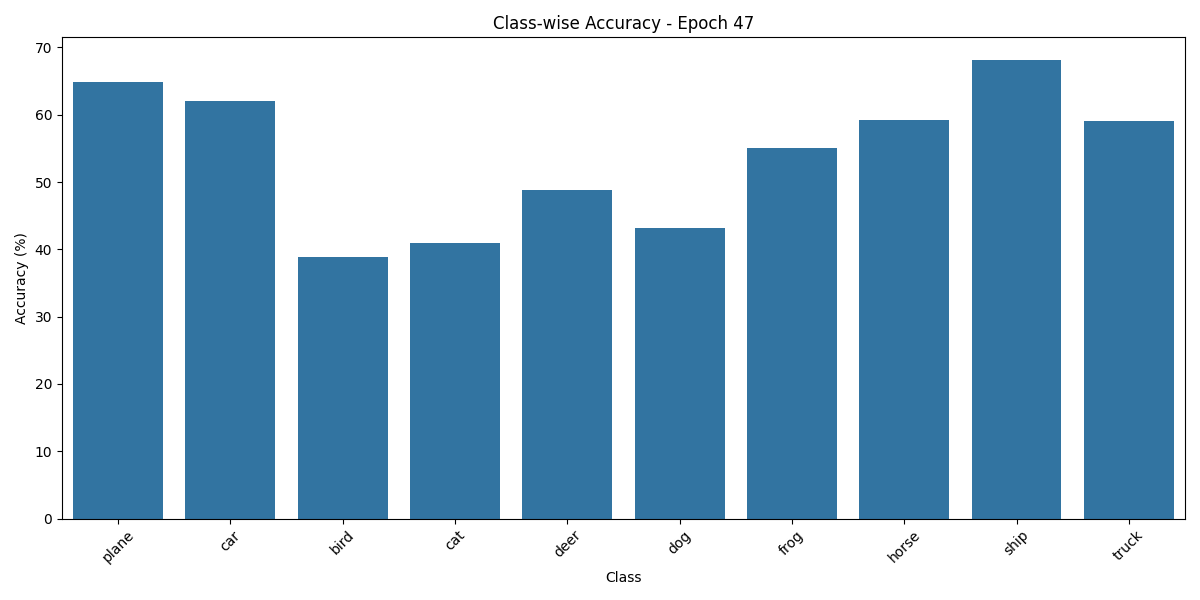 Class-wise Accuracy - Epoch 47
Accuracy (%)
70
60
50
40
30
20
10
0
plane
car
bird
cat
deer
dog
frog
horse
ship
truck
Class